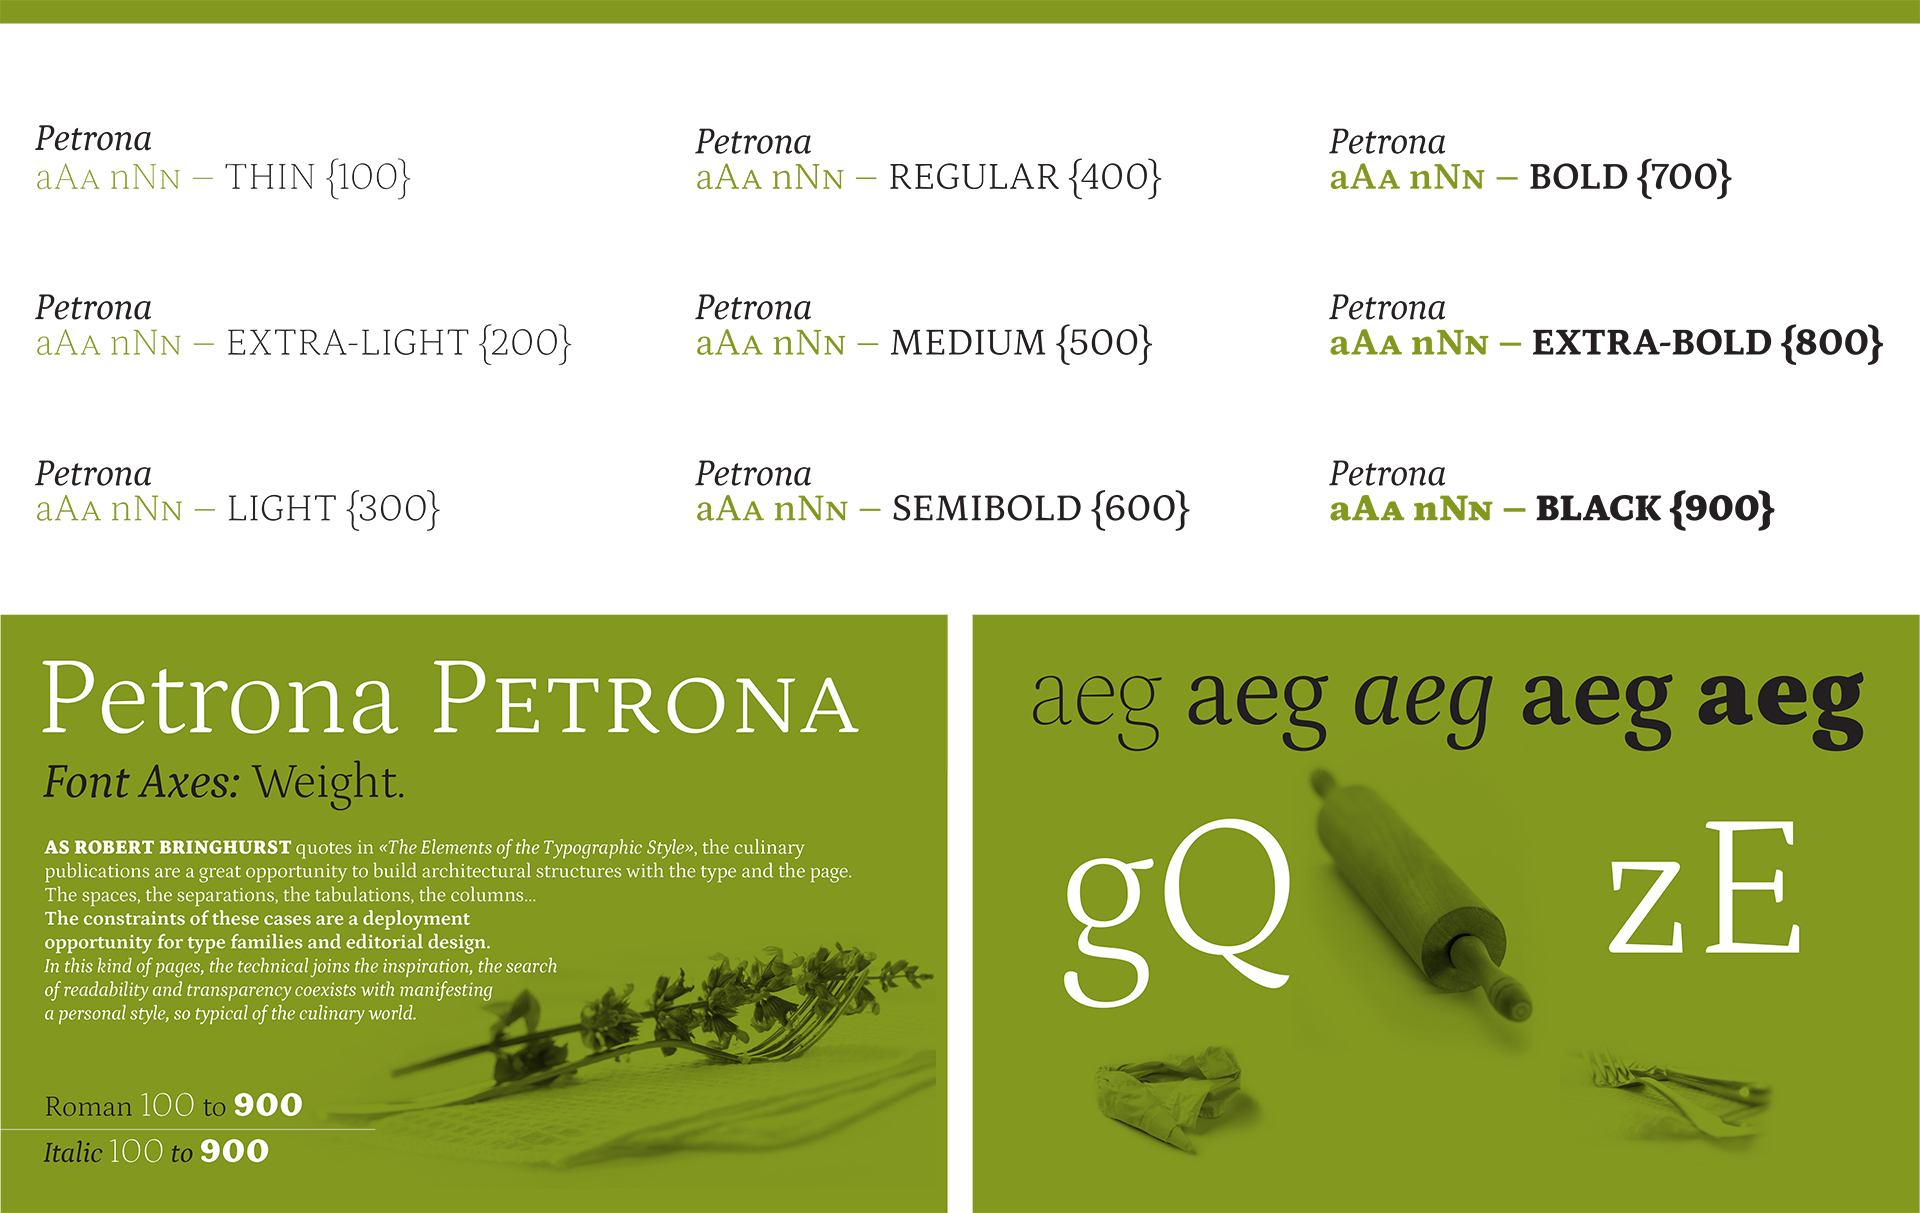 Petrona
aAa nNn – THIN {100}
Petrona
aAa nNn – REGULAR {400}
Petrona
aAa nNn – BOLD {700}
Petrona
aAa nNn – EXTRA-LIGHT {200}
Petrona
aAa nNn – MEDIUM {500}
Petrona
aAa nNn – EXTRA-BOLD {800}
Petrona
aAa nNn – LIGHT {300}
Petrona
aAa nNn – SEMIBOLD {600}
Petrona
aAa nNn – BLACK {900}
Petrona Petrona
Font Axes: Weight.
AS ROBERT BRINGHURST quotes in «The Elements of the Typographic Style», the culinary
publications are a great opportunity to build architectural structures with the type and the page.
The spaces, the separations, the tabulations, the columns...
The constraints of these cases are a deployment
opportunity for type families and editorial design.
In this kind of pages, the technical joins the inspiration, the search
of readability and transparency coexists with manifesting
a personal style, so typical of the culinary world.
Roman 100 to 900
Italic 100 to 900
aeg aeg aeg aeg aeg
gQ zE